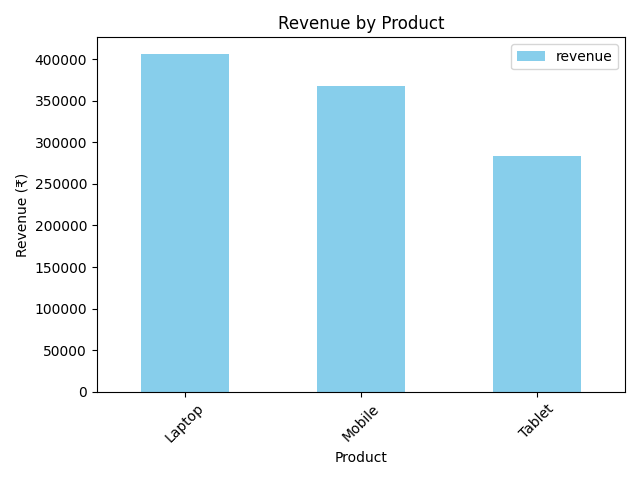 Revenue by Product
revenue
Revenue (₹)
400000
350000
300000
250000
200000
150000
100000
50000
0
Laptop
Mobile
Tablet
Product